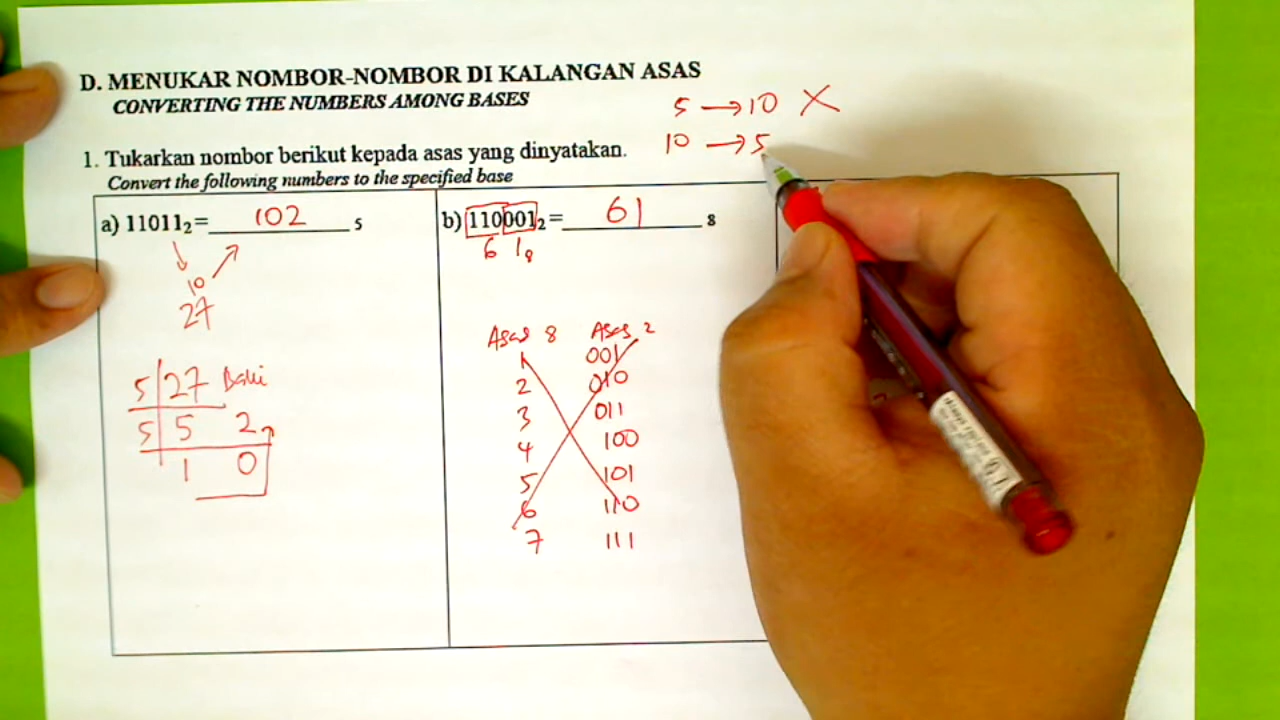 D. MENUKAR NOMBOR-NOMBOR DI KALANGAN ASAS
CONVERTING THE NUMBERS AMONG BASES
5 → 10 ×
10 → 5
1. Tukarkan nombor berikut kepada asas yang dinyatakan.
Convert the following numbers to the specified base
a) 11011₂ = 102 ₅
10
27
5 27 Baki
5 5 2
1 0
b) 110001₂ = 61 ₈
6 1₈
Asas 8 Asas 2
1 001
2 010
3 011
4 100
5 101
6 110
7 111